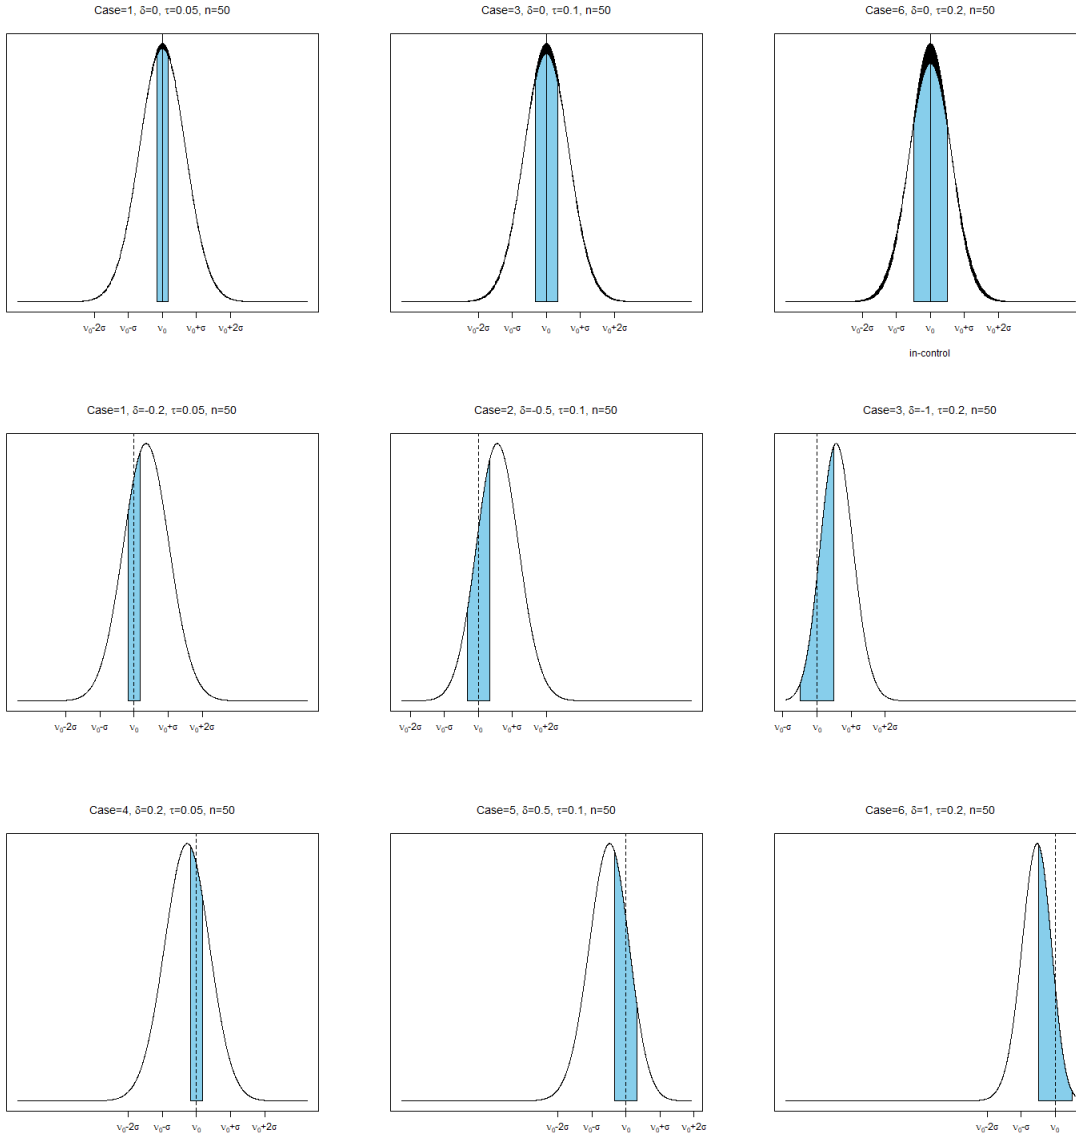 Case=1, δ=0, τ=0.05, n=50
Case=3, δ=0, τ=0.1, n=50
Case=6, δ=0, τ=0.2, n=50
ν₀-2σ ν₀-σ ν₀ ν₀+σ ν₀+2σ
ν₀-2σ ν₀-σ ν₀ ν₀+σ ν₀+2σ
ν₀-2σ ν₀-σ ν₀ ν₀+σ ν₀+2σ
in-control
Case=1, δ=-0.2, τ=0.05, n=50
Case=2, δ=-0.5, τ=0.1, n=50
Case=3, δ=-1, τ=0.2, n=50
ν₀-2σ ν₀-σ ν₀ ν₀+σ ν₀+2σ
ν₀-2σ ν₀-σ ν₀ ν₀+σ ν₀+2σ
ν₀-σ ν₀ ν₀+σ ν₀+2σ
Case=4, δ=0.2, τ=0.05, n=50
Case=5, δ=0.5, τ=0.1, n=50
Case=6, δ=1, τ=0.2, n=50
ν₀-2σ ν₀-σ ν₀ ν₀+σ ν₀+2σ
ν₀-2σ ν₀-σ ν₀ ν₀+σ ν₀+2σ
ν₀-2σ ν₀-σ ν₀